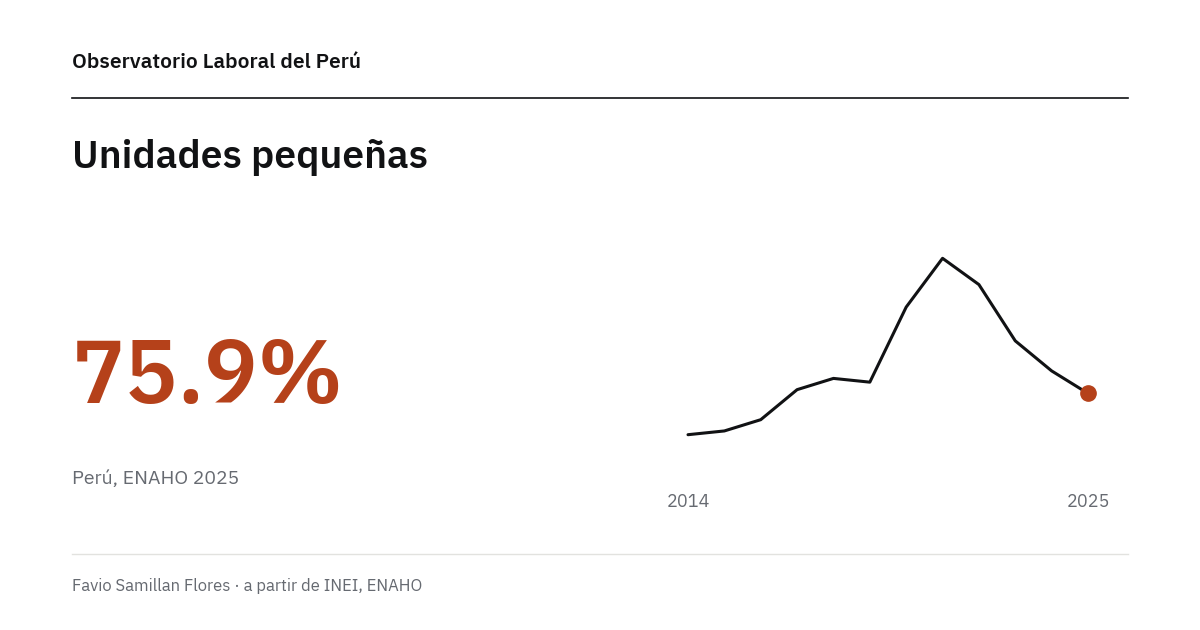 Observatorio Laboral del Perú
Unidades pequeñas
75.9%
Perú, ENAHO 2025
2014
2025
Favio Samillan Flores · a partir de INEI, ENAHO